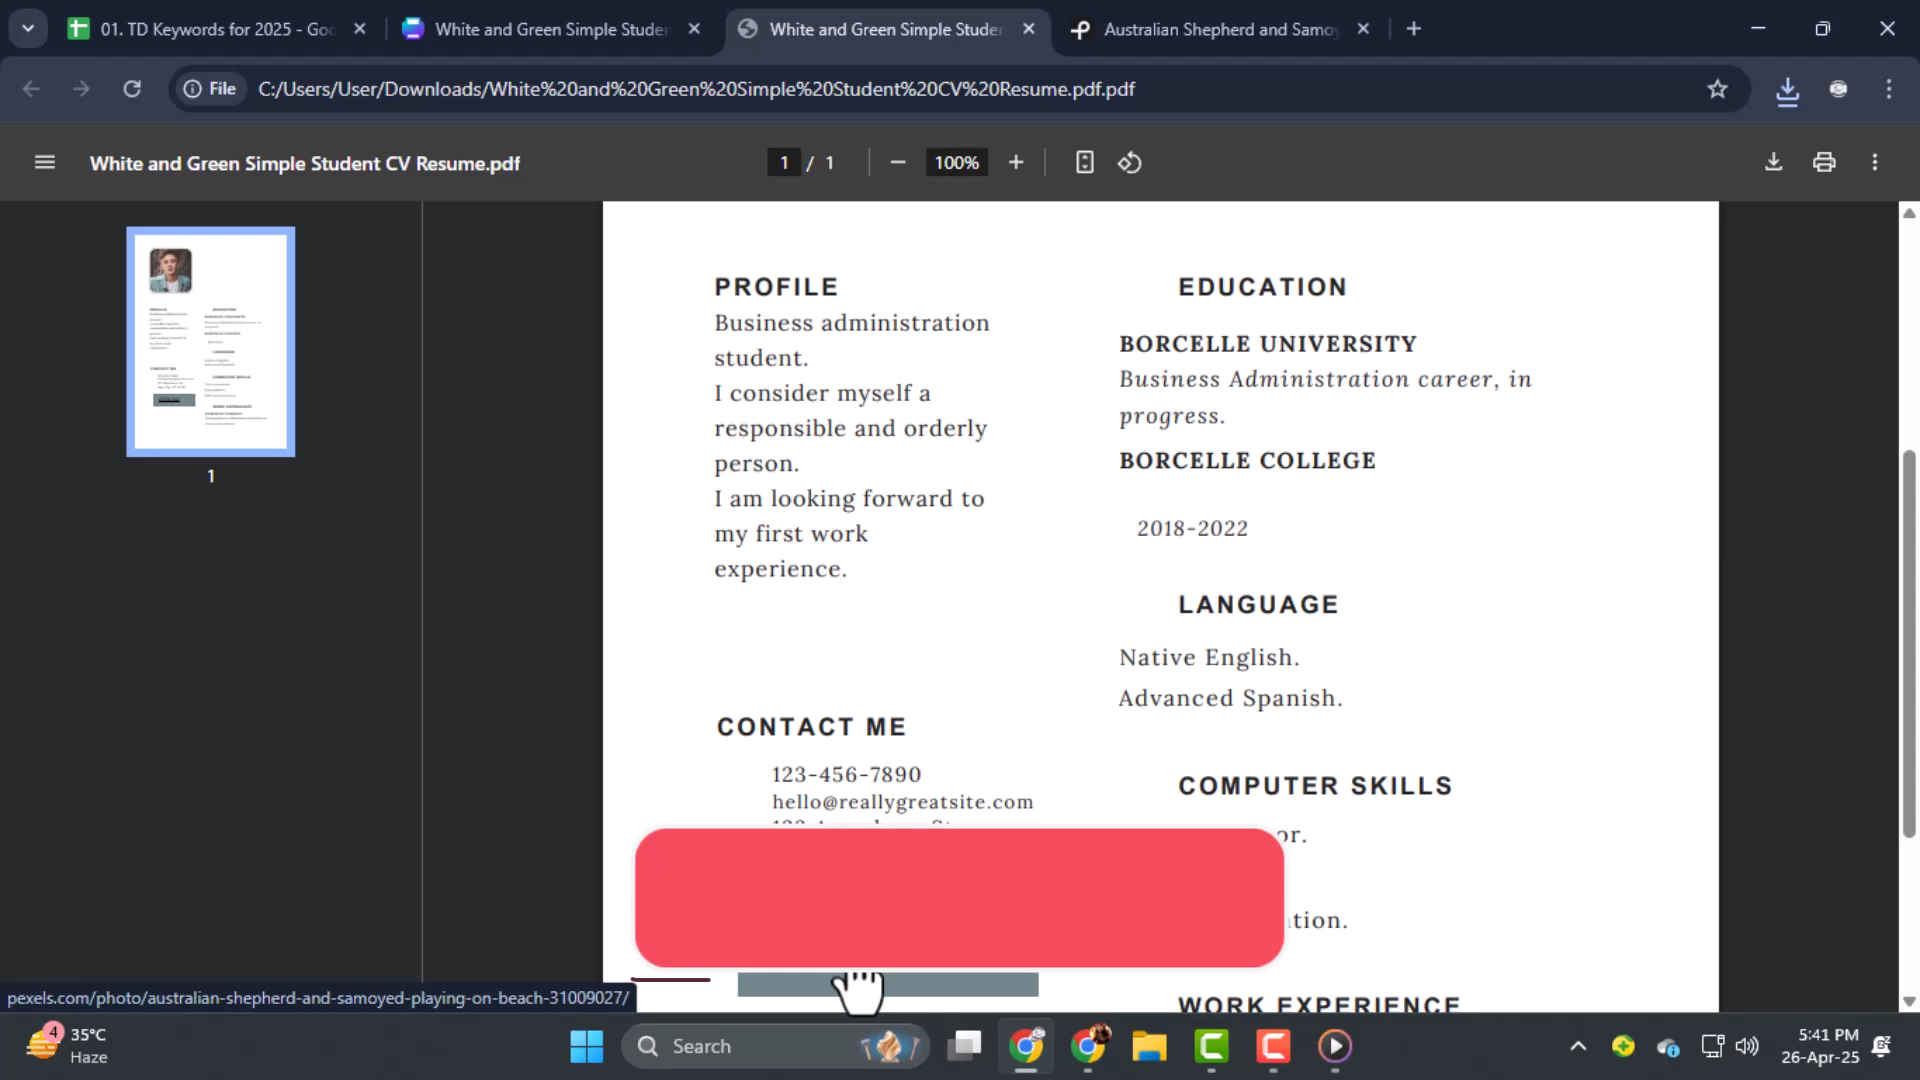 01. TD Keywords for 2025 - Goo
White and Green Simple Studen
White and Green Simple Studen
Australian Shepherd and Samoy
File
C:/Users/User/Downloads/White%20and%20Green%20Simple%20Student%20CV%20Resume.pdf.pdf
White and Green Simple Student CV Resume.pdf
1 / 1
100%
1
PROFILE
Business administration
student.
I consider myself a
responsible and orderly
person.
I am looking forward to
my first work
experience.
CONTACT ME
123-456-7890
hello@reallygreatsite.com
EDUCATION
BORCELLE UNIVERSITY
Business Administration career, in
progress.
BORCELLE COLLEGE
2018-2022
LANGUAGE
Native English.
Advanced Spanish.
COMPUTER SKILLS
or.
tion.
WORK EXPERIENCE
pexels.com/photo/australian-shepherd-and-samoyed-playing-on-beach-31009027/
4
35°C
Haze
Search
5:41 PM
26-Apr-25